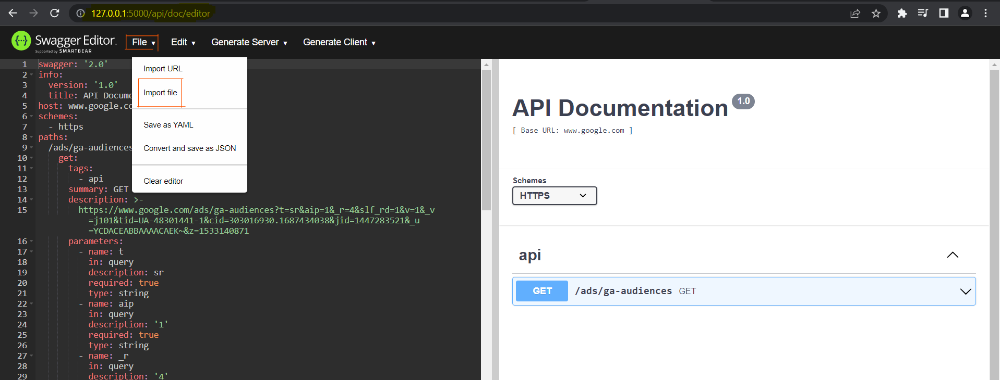 127.0.0.1:5000/api/doc/editor
Swagger Editor.
Supported by SMARTBEAR
File ▾ Edit ▾ Generate Server ▾ Generate Client ▾
Import URL
Import file
Save as YAML
Convert and save as JSON
Clear editor
1 swagger: '2.0'
2 info:
3 version: '1.0'
4 title: API Docume
5 host: www.google.co
6 schemes:
7 - https
8 paths:
9 /ads/ga-audiences
10 get:
11 tags:
12 - api
13 summary: GET
14 description: >-
15 https://www.google.com/ads/ga-audiences?t=sr&aip=1&_r=4&slf_rd=1&v=1&_v
=j101&tid=UA-48301441-1&cid=303016930.1687434038&jid=1447283521&_u
=YCDACEABBAAAACAEK~&z=1533140871
16 parameters:
17 - name: t
18 in: query
19 description: sr
20 required: true
21 type: string
22 - name: aip
23 in: query
24 description: '1'
25 required: true
26 type: string
27 - name: _r
28 in: query
29 description: '4'
API Documentation 1.0
[ Base URL: www.google.com ]
Schemes
HTTPS
api
GET /ads/ga-audiences GET